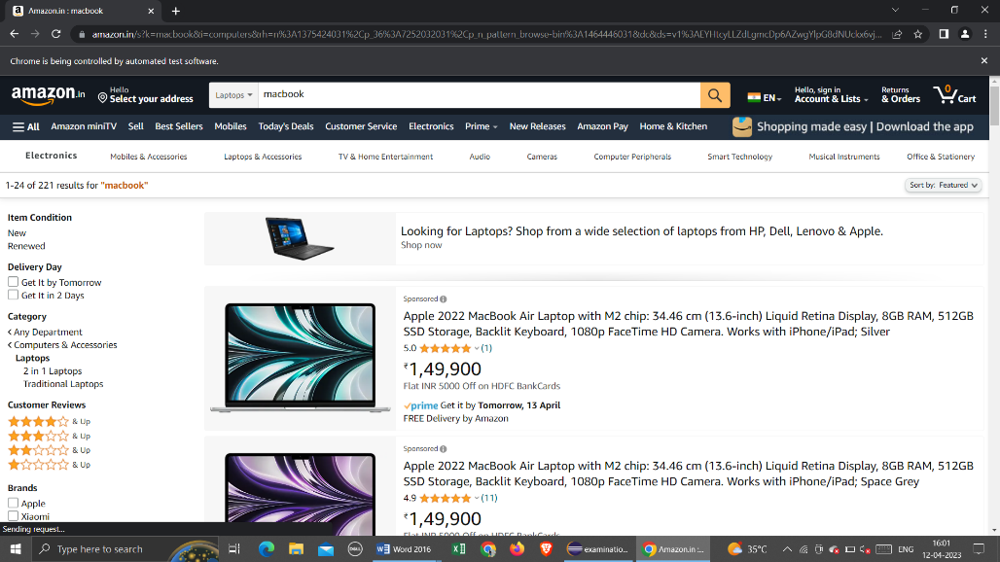 Amazon.in : macbook
amazon.in/s?k=macbook&i=computers&rh=n%3A1375424031%2Cp_36%3A7252032031%2Cp_n_pattern_browse-bin%3A1464446031&dc&ds=v1%3AEYHtcyLLZdLgmcDp6AZwgYlpG8dNUckx6vj...
Chrome is being controlled by automated test software.
amazon.in
Hello
Select your address
Laptops
macbook
EN
Hello, sign in
Account & Lists
Returns
& Orders
0
Cart
All
Amazon miniTV
Sell
Best Sellers
Mobiles
Today's Deals
Customer Service
Electronics
Prime
New Releases
Amazon Pay
Home & Kitchen
Shopping made easy | Download the app
Electronics
Mobiles & Accessories
Laptops & Accessories
TV & Home Entertainment
Audio
Cameras
Computer Peripherals
Smart Technology
Musical Instruments
Office & Stationery
1-24 of 221 results for "macbook"
Sort by: Featured
Item Condition
New
Renewed
Delivery Day
Get It by Tomorrow
Get It in 2 Days
Category
Any Department
Computers & Accessories
Laptops
2 in 1 Laptops
Traditional Laptops
Customer Reviews
& Up
& Up
& Up
& Up
Brands
Apple
Xiaomi
Looking for Laptops? Shop from a wide selection of laptops from HP, Dell, Lenovo & Apple.
Shop now
Sponsored
Apple 2022 MacBook Air Laptop with M2 chip: 34.46 cm (13.6-inch) Liquid Retina Display, 8GB RAM, 512GB
SSD Storage, Backlit Keyboard, 1080p FaceTime HD Camera. Works with iPhone/iPad; Silver
5.0 (1)
₹1,49,900
Flat INR 5000 Off on HDFC BankCards
prime Get it by Tomorrow, 13 April
FREE Delivery by Amazon
Sponsored
Apple 2022 MacBook Air Laptop with M2 chip: 34.46 cm (13.6-inch) Liquid Retina Display, 8GB RAM, 512GB
SSD Storage, Backlit Keyboard, 1080p FaceTime HD Camera. Works with iPhone/iPad; Space Grey
4.9 (11)
₹1,49,900
Flat INR 5000 Off on HDFC BankCards
Sending request...
Type here to search
DELL
Word 2016
examinatio...
Amazon.in :...
35°C
ENG
16:01
12-04-2023